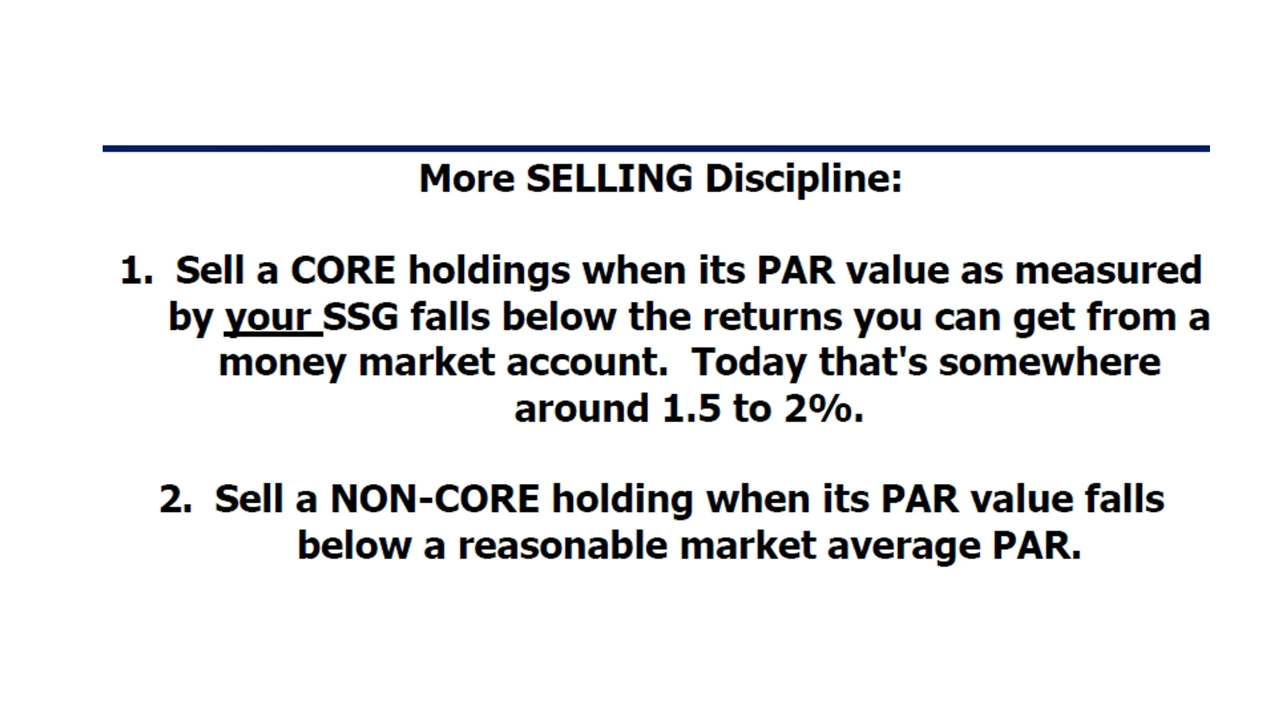 More SELLING Discipline:
1. Sell a CORE holdings when its PAR value as measured
by your SSG falls below the returns you can get from a
money market account. Today that's somewhere
around 1.5 to 2%.
2. Sell a NON-CORE holding when its PAR value falls
below a reasonable market average PAR.